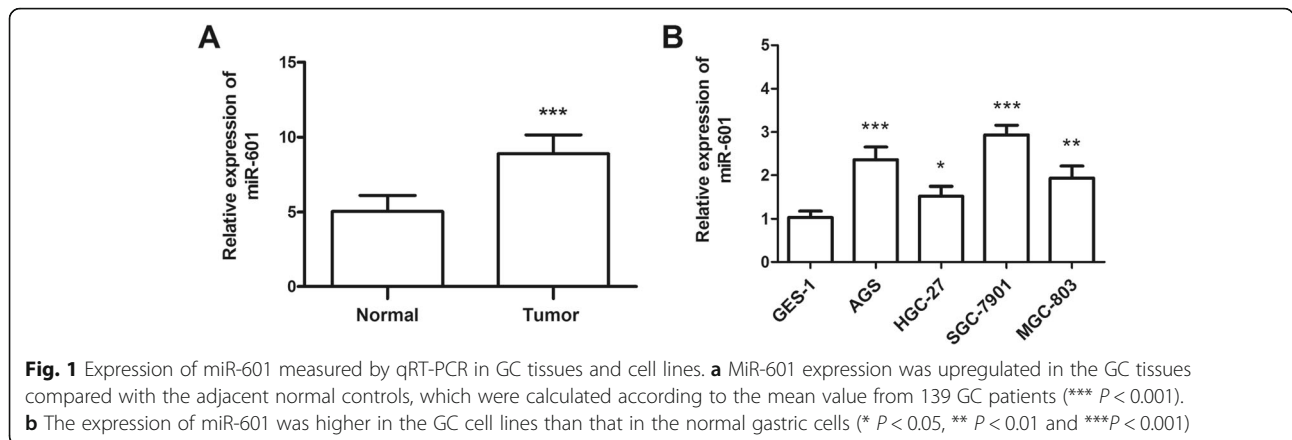 A
Relative expression of
miR-601
15
10
5
0
***
Normal
Tumor
B
Relative expression of
miR-601
5
4
3
2
1
0
***
*
***
**
GES-1
AGS
HGC-27
SGC-7901
MGC-803
Fig. 1 Expression of miR-601 measured by qRT-PCR in GC tissues and cell lines. a MiR-601 expression was upregulated in the GC tissues
compared with the adjacent normal controls, which were calculated according to the mean value from 139 GC patients (*** P < 0.001).
b The expression of miR-601 was higher in the GC cell lines than that in the normal gastric cells (* P < 0.05, ** P < 0.01 and ***P < 0.001)